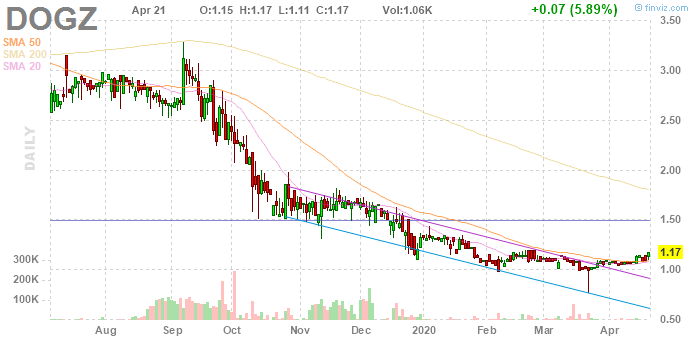 DOGZ Apr 21 O:1.15 H:1.17 L:1.11 C:1.17 Vol:1.06K +0.07 (5.89%) © finviz.com
SMA 50
SMA 200
SMA 20
DAILY
3.50
3.00
2.50
2.00
1.50
1.17
1.00
0.50
300K
200K
100K
Aug Sep Oct Nov Dec 2020 Feb Mar Apr